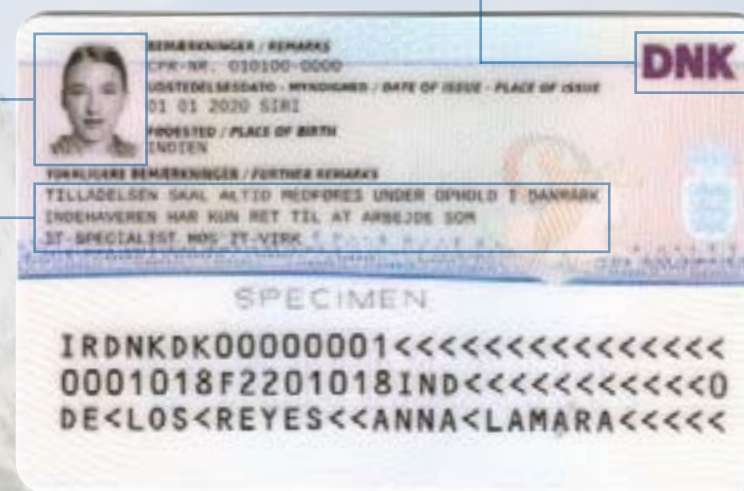 BEMÆRKNINGER / REMARKS
CPR-NR. 010100-0000
UDSTEDELSESDATO - MYNDIGHED / DATE OF ISSUE - PLACE OF ISSUE
01 01 2020 SIRI
FØDESTED / PLACE OF BIRTH
INDIEN
DNK
YDERLIGERE BEMÆRKNINGER / FURTHER REMARKS
TILLADELSEN SKAL ALTID MEDFØRES UNDER OPHOLD I DANMARK
INDEHAVEREN HAR KUN RET TIL AT ARBEJDE SOM
IT-SPECIALIST HOS IT-VIRK
SPECIMEN
IRDNKDK00000001<<<<<<<<<<<<<<<
0001018F2201018IND<<<<<<<<<<<0
DE<LOS<REYES<<ANNA<LAMARA<<<<<